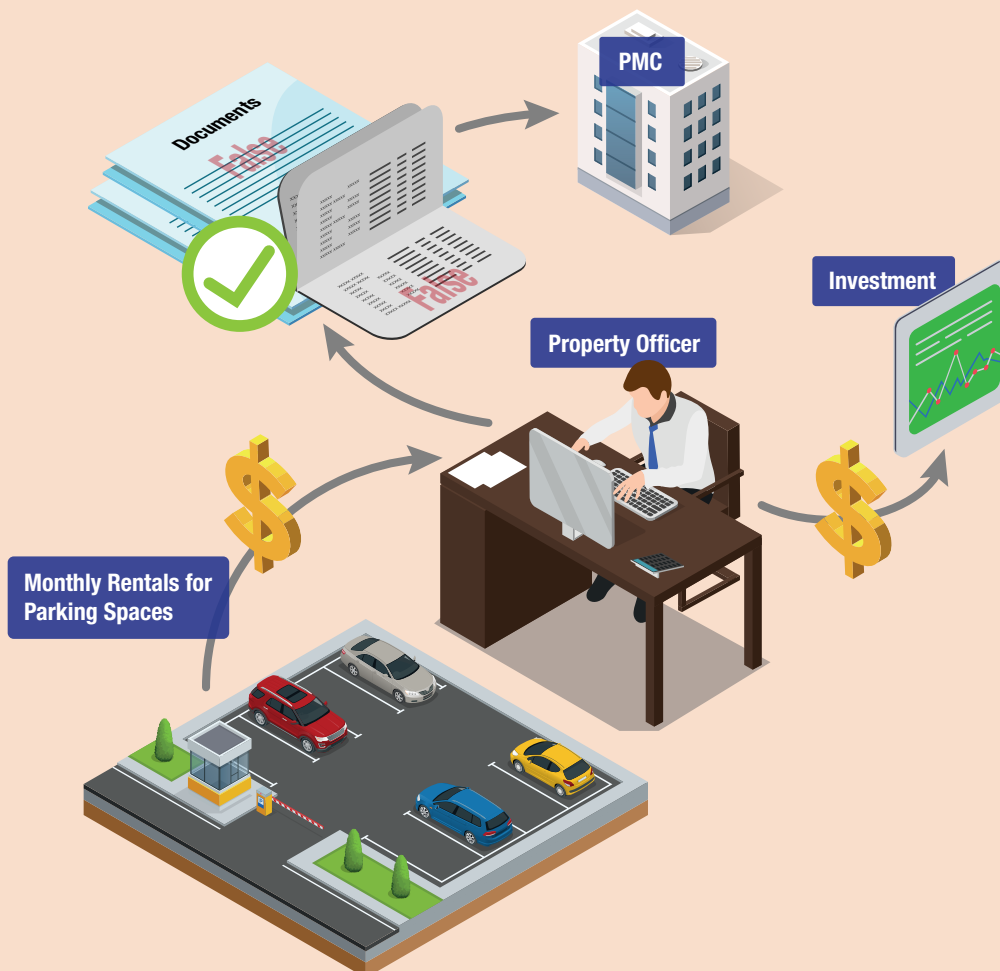 PMC
Documents
False
False
Investment
Property Officer
Monthly Rentals for
Parking Spaces